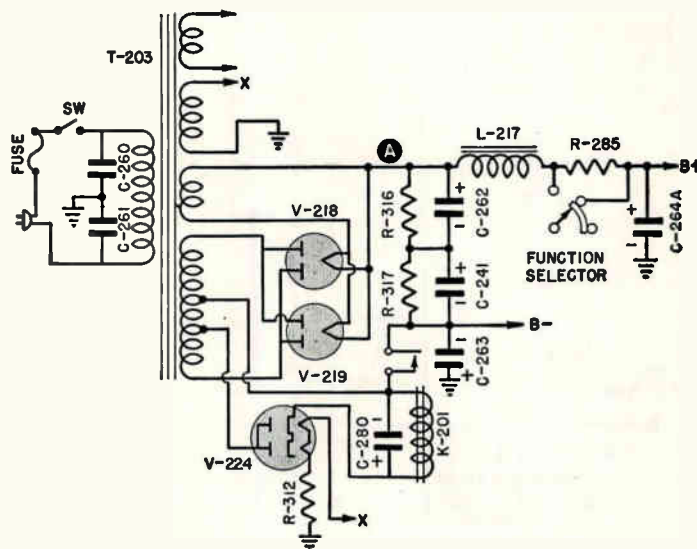 T-203
X
SW
FUSE
C-260
C-261
A
L-217
R-285
B+
V-218
R-316
+
-
C-262
+
-
C-264A
FUNCTION
SELECTOR
R-317
+
-
C-241
B-
V-219
-
+
C-263
K-201
-
+
C-280
V-224
R-312
X